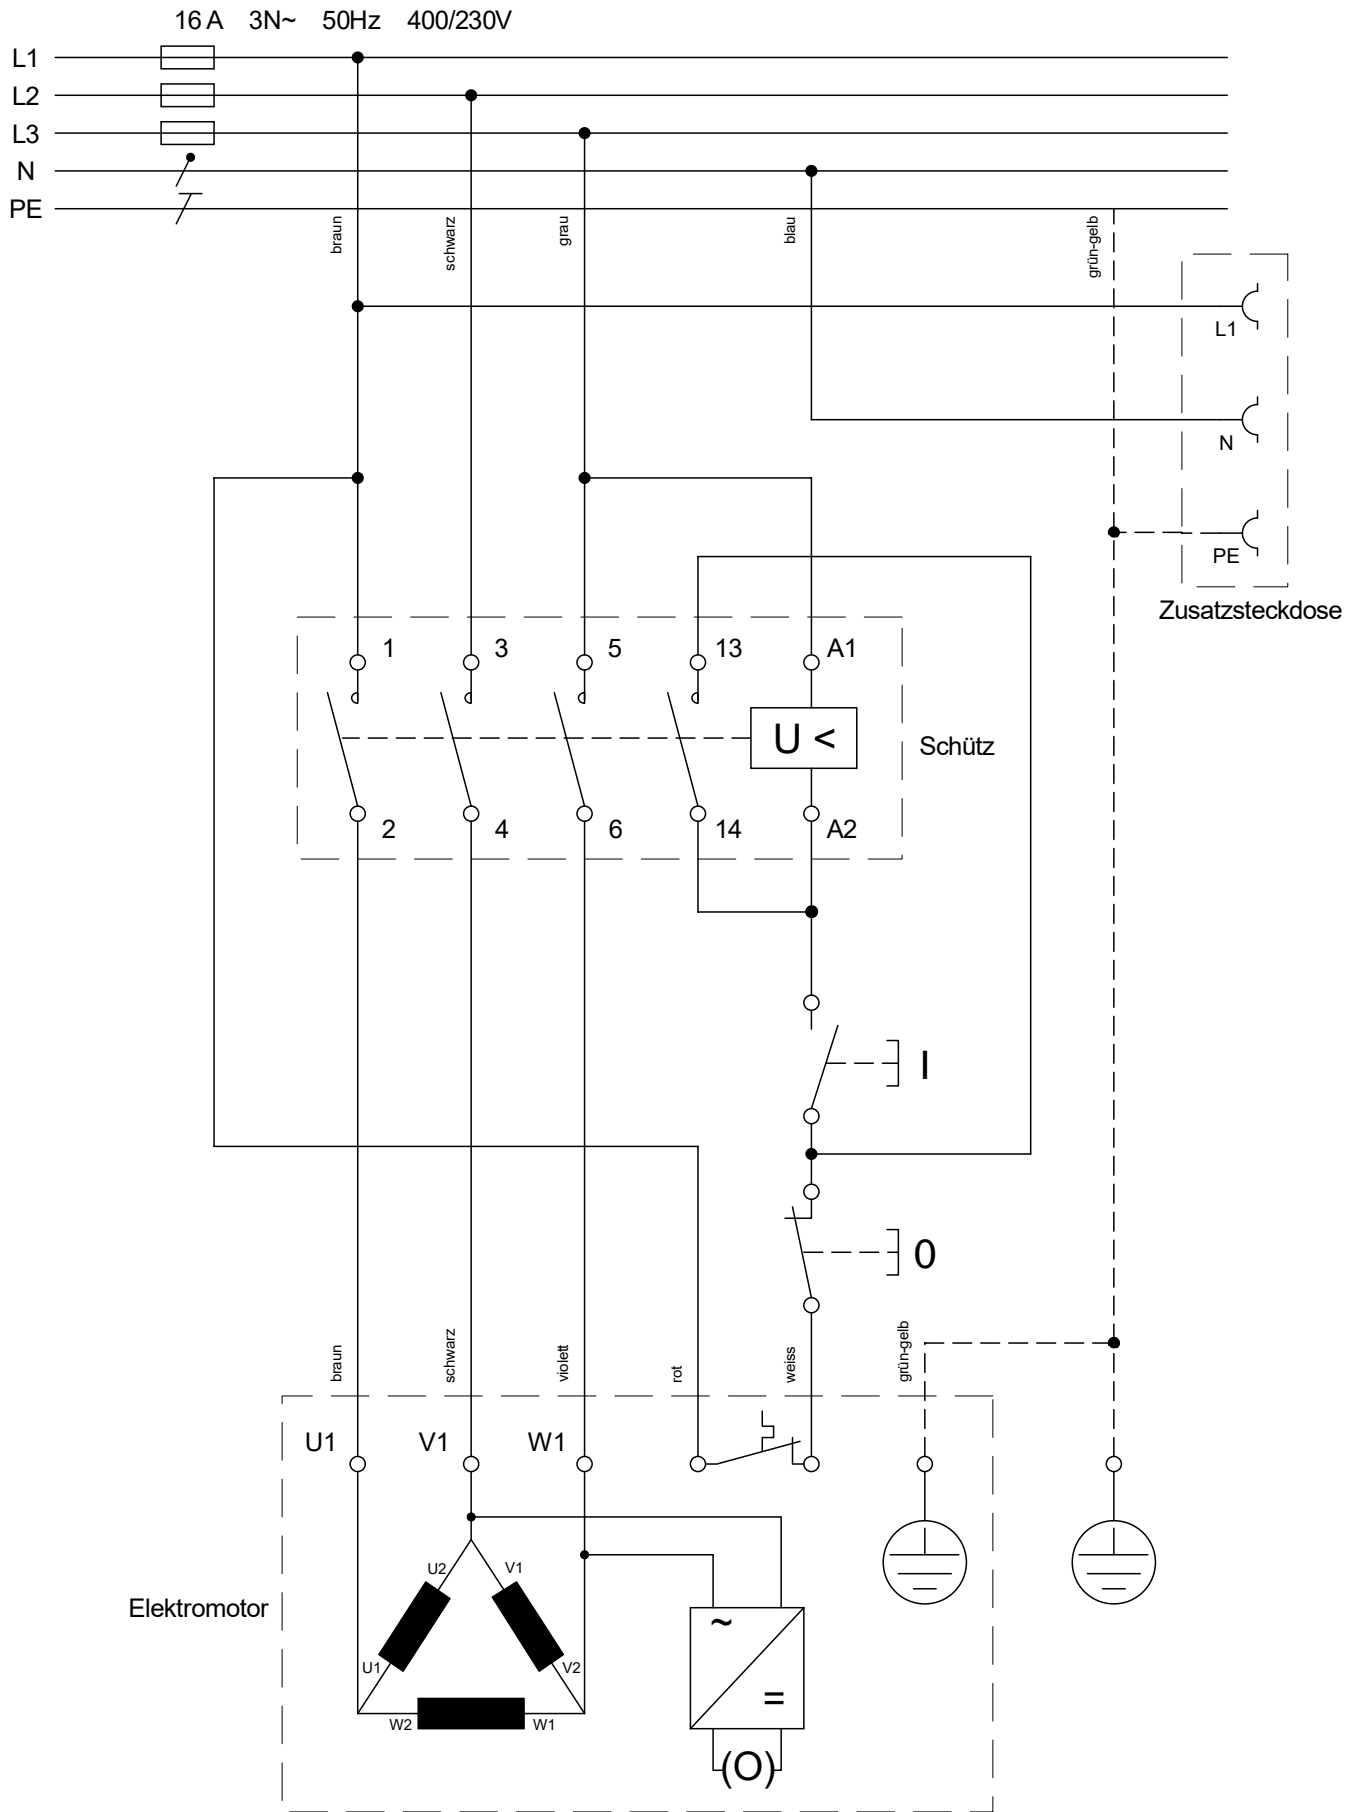 16 A 3N~ 50Hz 400/230V
L1
L2
L3
N
PE
braun
schwarz
grau
blau
grün-gelb
L1
N
PE
Zusatzsteckdose
1 3 5 13 A1
U <
Schütz
2 4 6 14 A2
I
0
braun
schwarz
violett
rot
weiss
grün-gelb
U1 V1 W1
U2 V1
Elektromotor
~
U1 V2
=
W2 W1
(O)